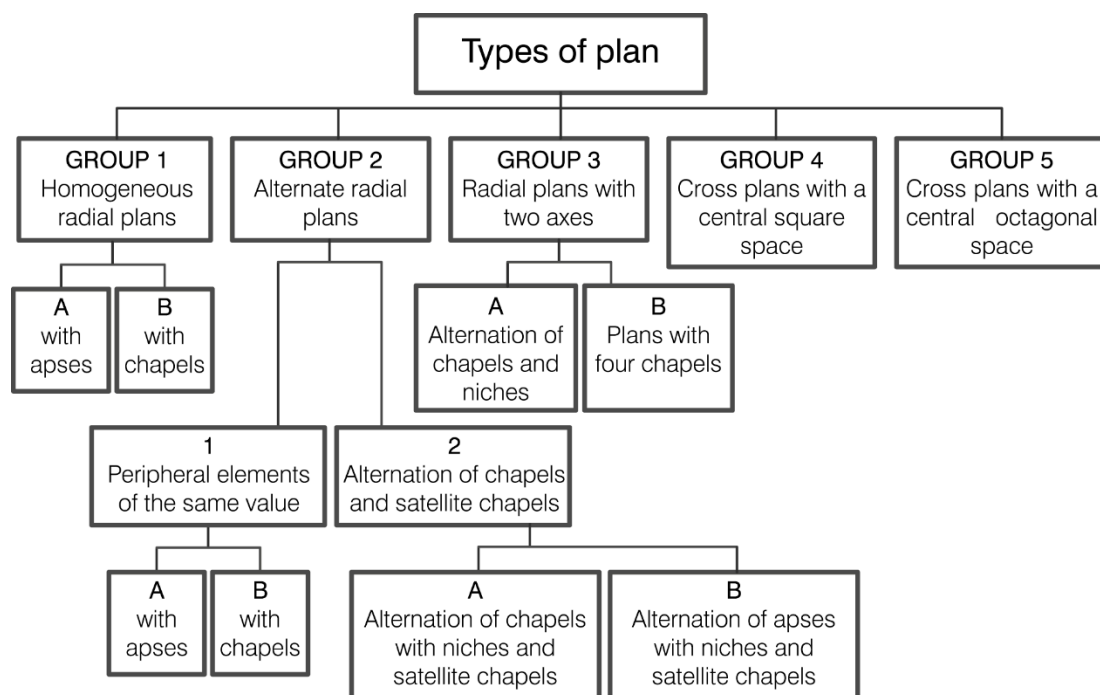 Types of plan
GROUP 1
Homogeneous
radial plans
GROUP 2
Alternate radial
plans
GROUP 3
Radial plans with
two axes
GROUP 4
Cross plans with a
central square
space
GROUP 5
Cross plans with a
central octagonal
space
A
with
apses
B
with
chapels
A
Alternation of
chapels and
niches
B
Plans with
four chapels
1
Peripheral elements
of the same value
2
Alternation of chapels
and satellite chapels
A
with
apses
B
with
chapels
A
Alternation of chapels
with niches and
satellite chapels
B
Alternation of apses
with niches and
satellite chapels